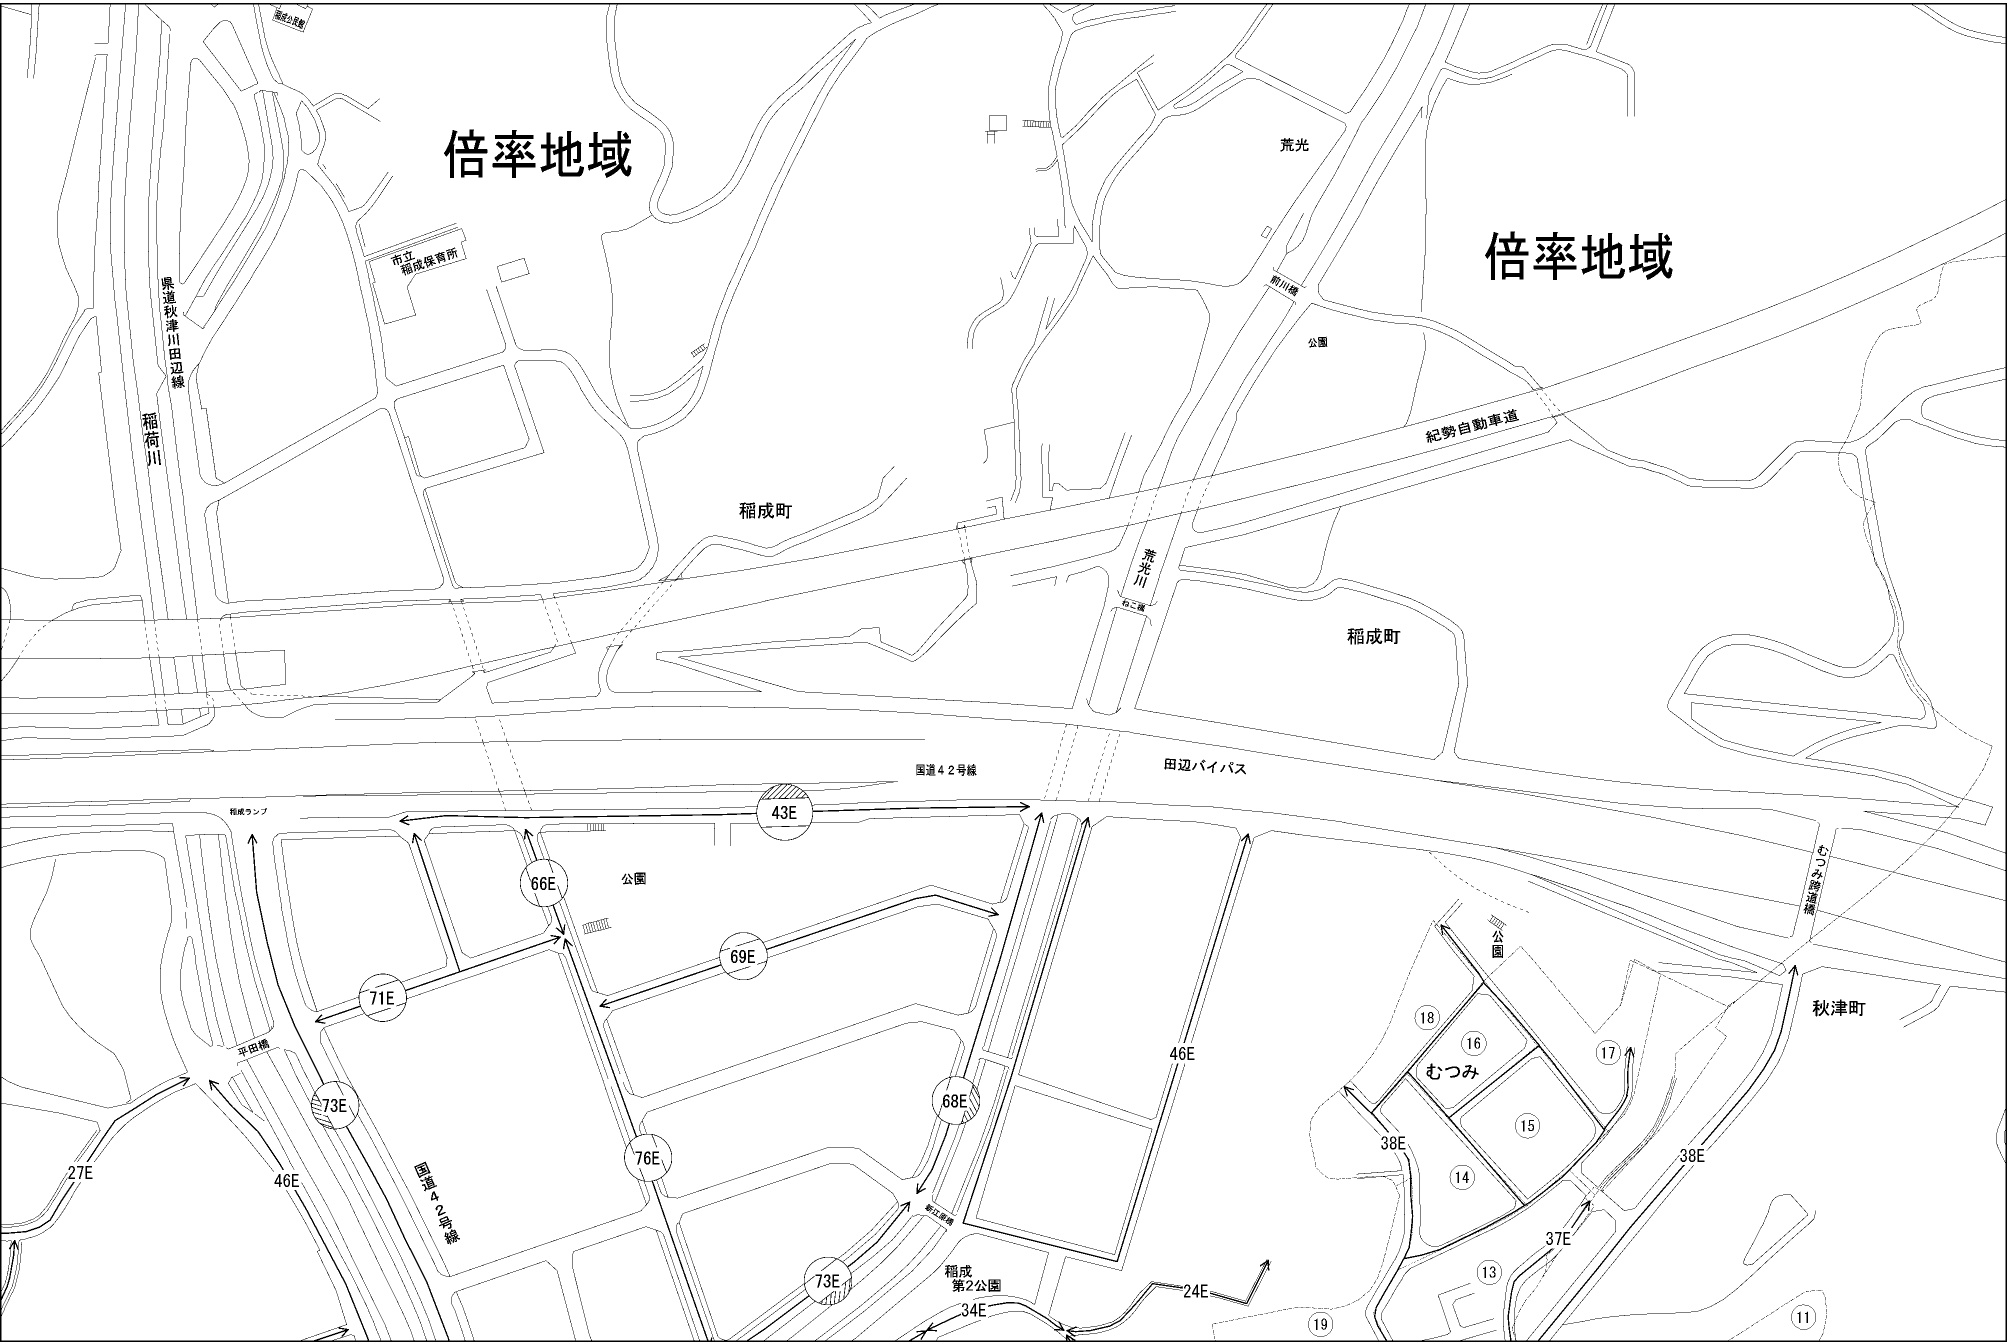 稲成公民館
倍率地域
荒光
倍率地域
市立
稲成保育所
県道秋津川田辺線
前川橋
公園
稲荷川
紀勢自動車道
稲成町
荒光川
ねこ橋
稲成町
国道42号線
田辺バイパス
稲成ランプ
43E
むつみ跨道橋
66E
公園
公園
69E
71E
秋津町
18
16
17
平田橋
46E
むつみ
73E
68E
15
38E
76E
38E
27E
46E
14
国道42号線
新江原橋
37E
稲成
第2公園
73E
13
24E
34E
19
11